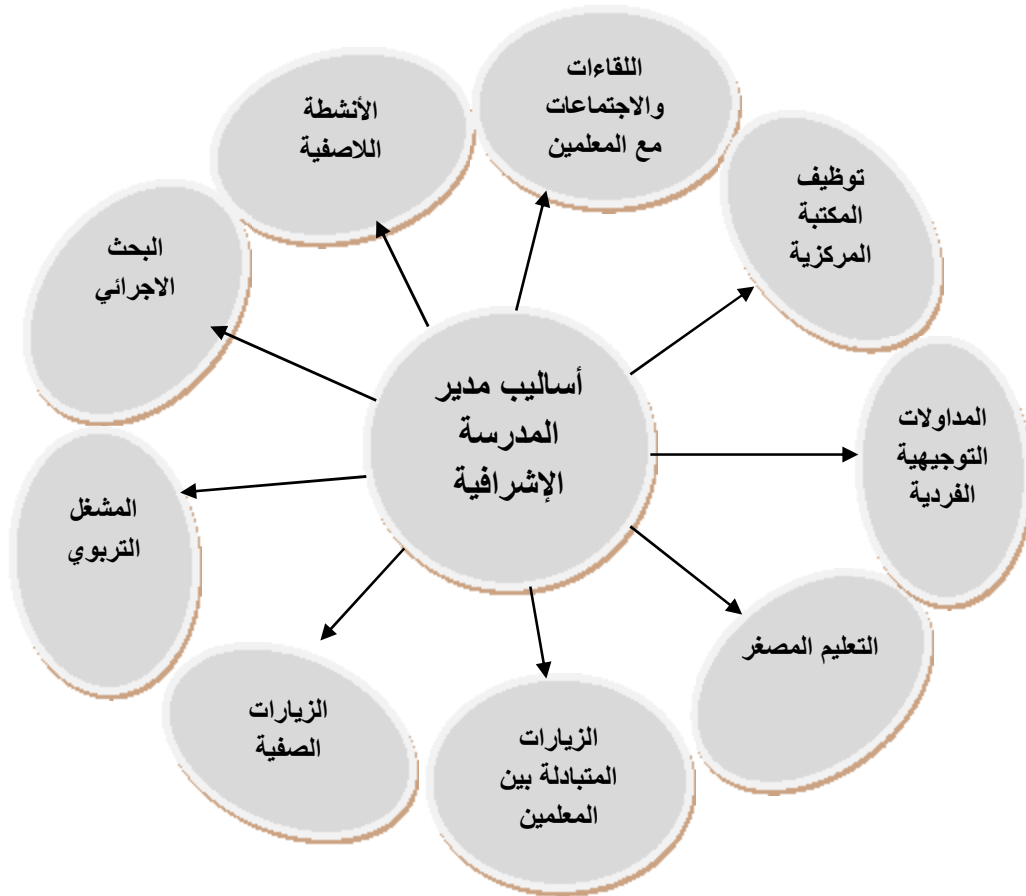 أساليب مدير
المدرسة
الإشرافية
اللقاءات
والاجتماعات
مع المعلمين
توظيف
المكتبة
المركزية
المداولات
التوجيهية
الفردية
التعليم المصغر
الزيارات
المتبادلة بين
المعلمين
الزيارات
الصفية
المشغل
التربوي
البحث
الاجرائي
الأنشطة
اللاصفية